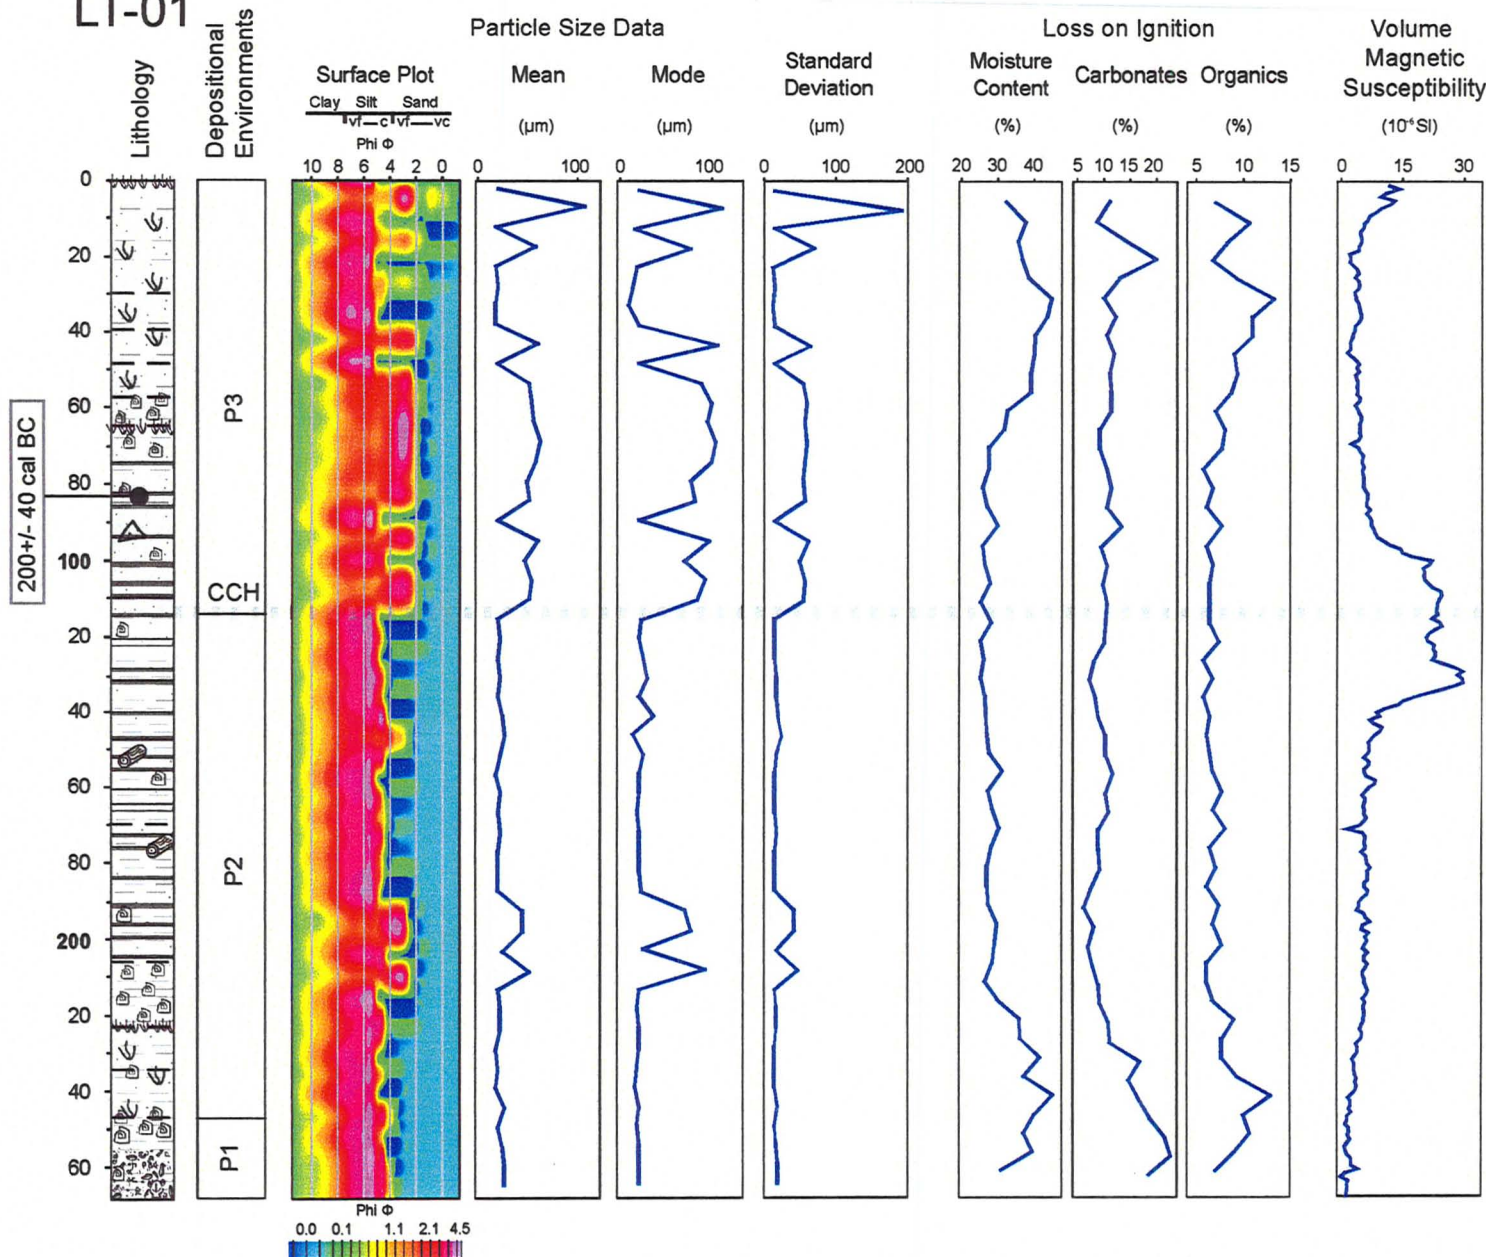 LT-01
Lithology
Depositional
Environments
Particle Size Data
Loss on Ignition
Volume
Magnetic
Susceptibility
(10⁻⁶SI)
Surface Plot
Clay Silt Sand
vf—c vf—vc
Phi Φ
10 8 6 4 2 0
Mean
(μm)
0 100
Mode
(μm)
0 100
Standard
Deviation
(μm)
0 100 200
Moisture
Content
(%)
20 30 40
Carbonates
(%)
5 10 15 20
Organics
(%)
5 10 15
0 15 30
0
20
40
60
80
100
20
40
60
80
200
20
40
60
200+/- 40 cal BC
P3
CCH
P2
P1
Phi Φ
0.0 0.1 1.1 2.1 4.5